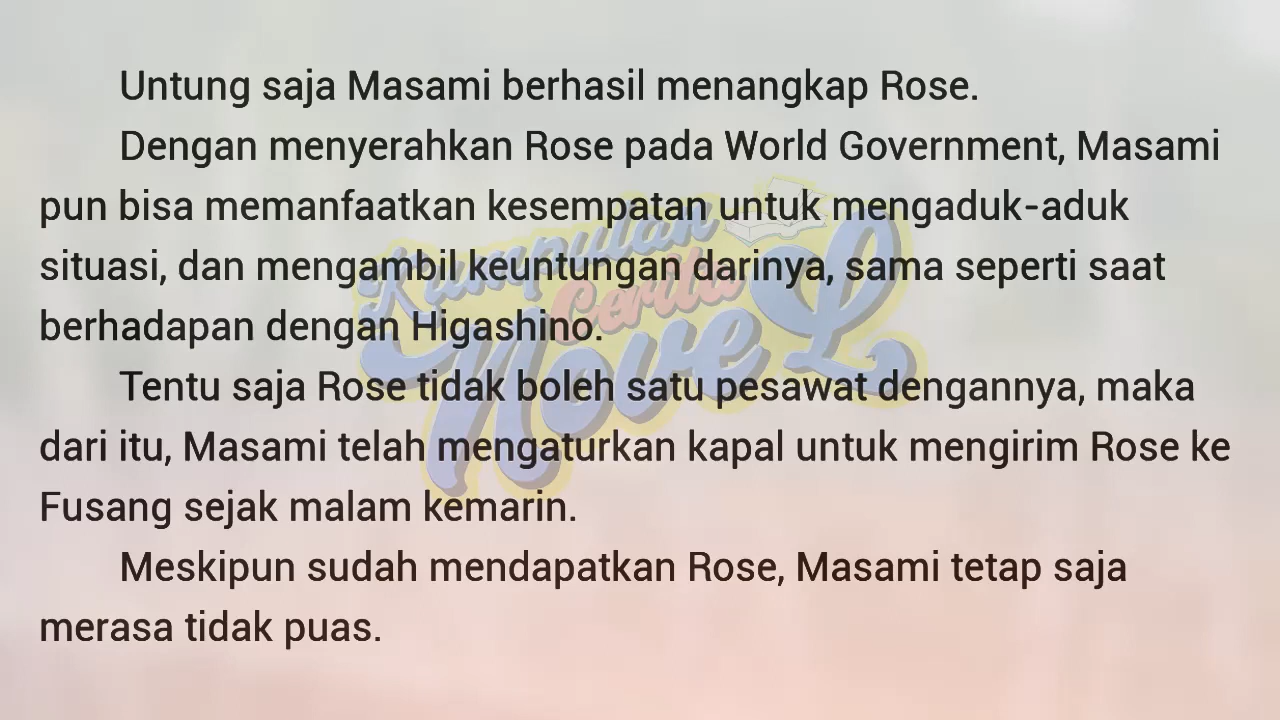 Untung saja Masami berhasil menangkap Rose.
Dengan menyerahkan Rose pada World Government, Masami
pun bisa memanfaatkan kesempatan untuk mengaduk-aduk
situasi, dan mengambil keuntungan darinya, sama seperti saat
berhadapan dengan Higashino.
Tentu saja Rose tidak boleh satu pesawat dengannya, maka
dari itu, Masami telah mengaturkan kapal untuk mengirim Rose ke
Fusang sejak malam kemarin.
Meskipun sudah mendapatkan Rose, Masami tetap saja
merasa tidak puas.
Kumpulan
Cerita
Novel